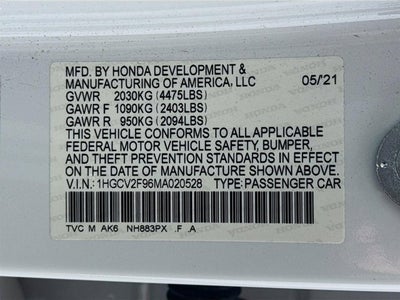 MFD. BY HONDA DEVELOPMENT &
MANUFACTURING OF AMERICA, LLC 05/21
GVWR 2030KG (4475LBS)
GAWR F 1090KG (2403LBS)
GAWR R 950KG (2094LBS)
THIS VEHICLE CONFORMS TO ALL APPLICABLE
FEDERAL MOTOR VEHICLE SAFETY, BUMPER,
AND THEFT PREVENTION STANDARDS IN EFFECT
ON THE DATE OF MANUFACTURE SHOWN ABOVE.
V.I.N.: 1HGCV2F96MA020528 TYPE: PASSENGER CAR
TVC M AK6 NH883PX .F .A